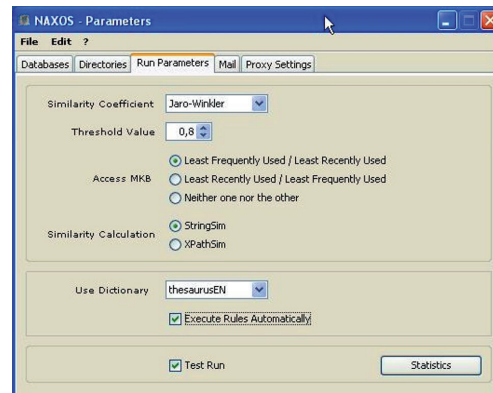 NAXOS - Parameters
File Edit ?
Databases Directories Run Parameters Mail Proxy Settings
Similarity Coefficient Jaro-Winkler
Threshold Value 0,8
Least Frequently Used / Least Recently Used
Access MKB Least Recently Used / Least Frequently Used
Neither one nor the other
StringSim
Similarity Calculation
XPathSim
Use Dictionary thesaurusEN
Execute Rules Automatically
Test Run Statistics